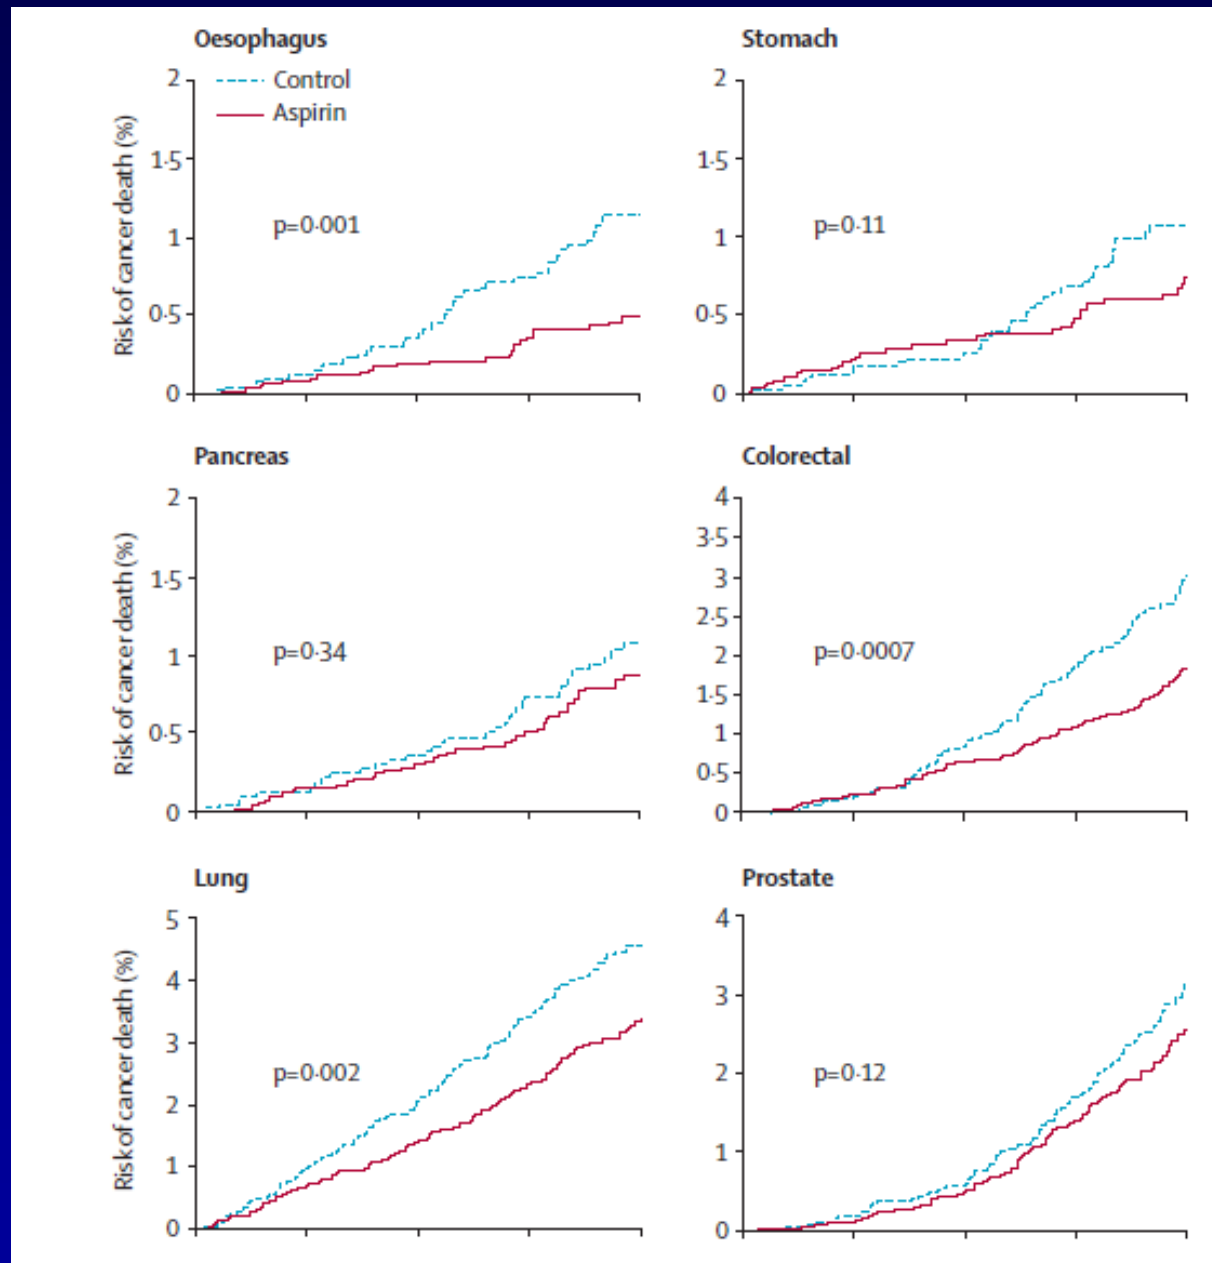 Oesophagus
Control
Aspirin
Risk of cancer death (%)
2
1·5
1
0·5
0
p=0·001
Stomach
2
1·5
1
0·5
0
p=0·11
Pancreas
Risk of cancer death (%)
2
1·5
1
0·5
0
p=0·34
Colorectal
4
3·5
3
2·5
2
1·5
1
0·5
0
p=0·0007
Lung
Risk of cancer death (%)
5
4
3
2
1
0
p=0·002
Prostate
4
3
2
1
0
p=0·12